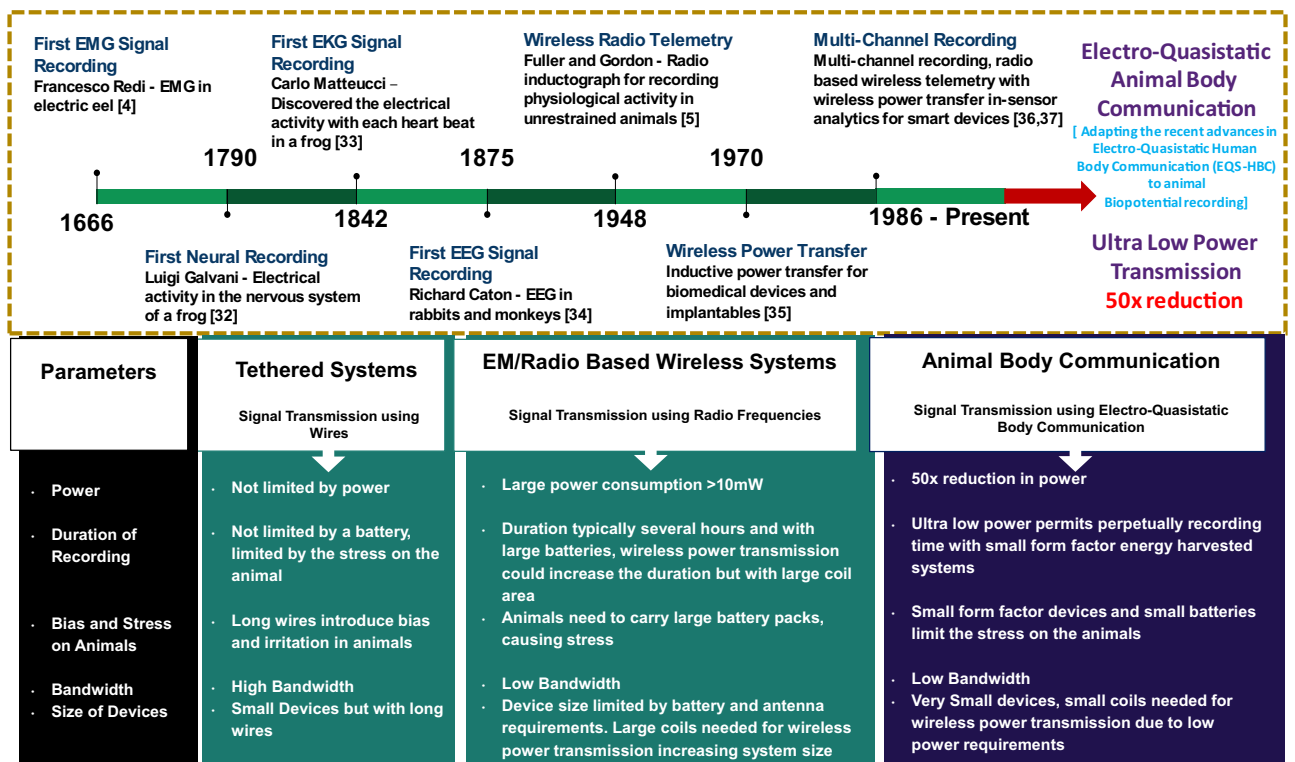 First EMG Signal
Recording
Francesco Redi - EMG in
electric eel [4]
First EKG Signal
Recording
Carlo Matteucci –
Discovered the electrical
activity with each heart beat
in a frog [33]
Wireless Radio Telemetry
Fuller and Gordon - Radio
inductograph for recording
physiological activity in
unrestrained animals [5]
Multi-Channel Recording
Multi-channel recording, radio
based wireless telemetry with
wireless power transfer in-sensor
analytics for smart devices [36,37]
Electro-Quasistatic
Animal Body
Communication
[ Adapting the recent advances in
Electro-Quasistatic Human
Body Communication (EQS-HBC)
to animal
Biopotential recording]
1790
1875
1970
1666
1842
1948
1986 - Present
First Neural Recording
Luigi Galvani - Electrical
activity in the nervous system
of a frog [32]
First EEG Signal
Recording
Richard Caton - EEG in
rabbits and monkeys [34]
Wireless Power Transfer
Inductive power transfer for
biomedical devices and
implantables [35]
Ultra Low Power
Transmission
50x reduction
Parameters
· Power
· Duration of
Recording
· Bias and Stress
on Animals
· Bandwidth
· Size of Devices
Tethered Systems
Signal Transmission using
Wires
· Not limited by power
· Not limited by a battery,
limited by the stress on the
animal
· Long wires introduce bias
and irritation in animals
· High Bandwidth
· Small Devices but with long
wires
EM/Radio Based Wireless Systems
Signal Transmission using Radio Frequencies
· Large power consumption >10mW
· Duration typically several hours and with
large batteries, wireless power transmission
could increase the duration but with large coil
area
· Animals need to carry large battery packs,
causing stress
· Low Bandwidth
· Device size limited by battery and antenna
requirements. Large coils needed for wireless
power transmission increasing system size
Animal Body Communication
Signal Transmission using Electro-Quasistatic
Body Communication
· 50x reduction in power
· Ultra low power permits perpetually recording
time with small form factor energy harvested
systems
· Small form factor devices and small batteries
limit the stress on the animals
· Low Bandwidth
· Very Small devices, small coils needed for
wireless power transmission due to low
power requirements